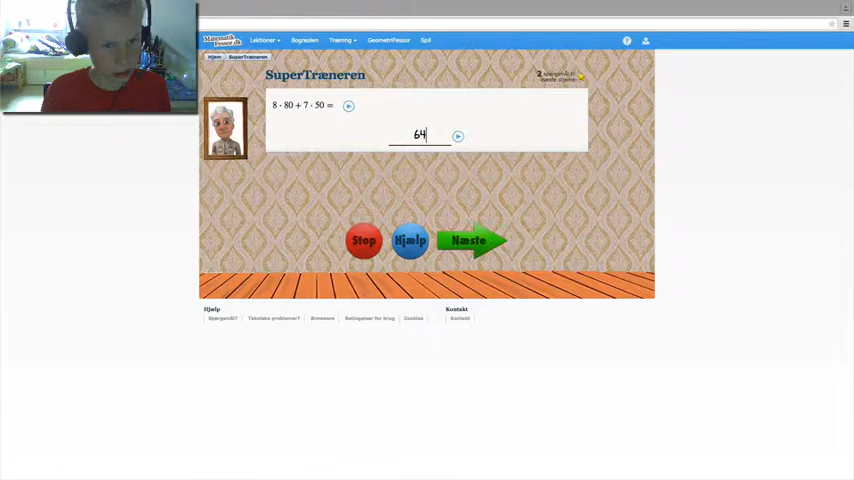 Matematik
Fessor.dk
Lektioner
Bogreolen
Træning
GeometriFessor
Spil
Hjem
SuperTræneren
SuperTræneren
2 spørgsmål til
næste stjerne
8 · 80 + 7 · 50 =
64
Stop
Hjælp
Næste
Hjælp
Kontakt
Spørgsmål?
Tekniske problemer?
Betingelser for brug
Cookies
Kontakt